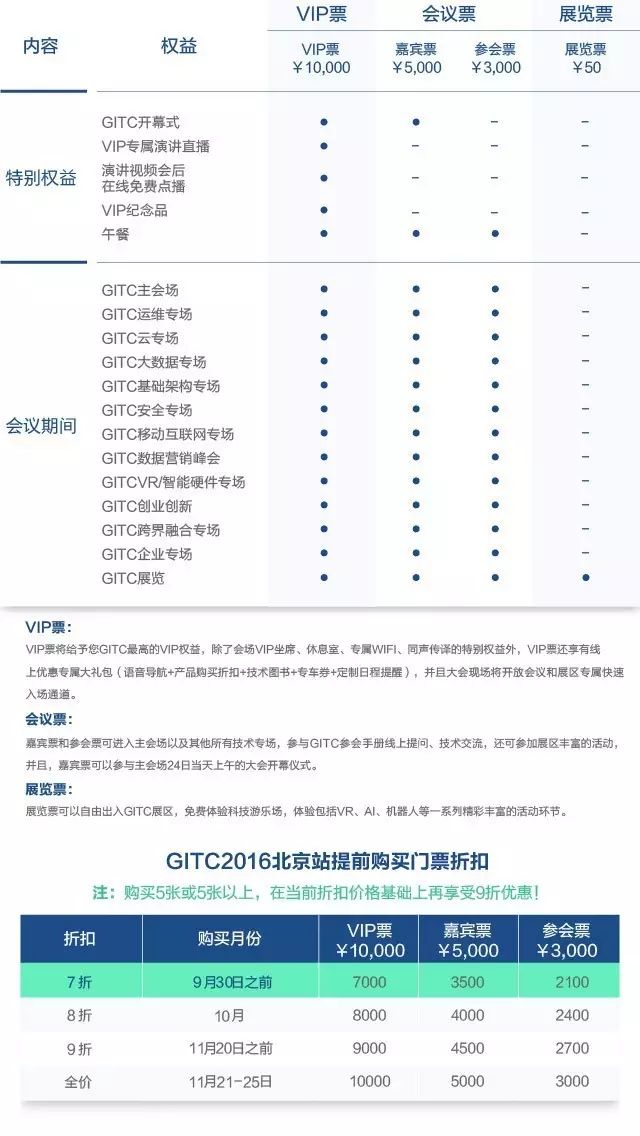 VIP票 会议票 展览票
内容 权益 VIP票 嘉宾票 参会票 展览票
¥10,000 ¥5,000 ¥3,000 ¥50
特别权益
GITC开幕式 • • – –
VIP专属演讲直播 • – – –
演讲视频会后
在线免费点播 • – – –
VIP纪念品 • – – –
午餐 • • • –
会议期间
GITC主会场 • • • –
GITC运维专场 • • • –
GITC云专场 • • • –
GITC大数据专场 • • • –
GITC基础架构专场 • • • –
GITC安全专场 • • • –
GITC移动互联网专场 • • • –
GITC数据营销峰会 • • • –
GITCVR/智能硬件专场 • • • –
GITC创业创新 • • • –
GITC跨界融合专场 • • • –
GITC企业专场 • • • –
GITC展览 • • • •
VIP票：
VIP票将给予您GITC最高的VIP权益，除了会场VIP坐席、休息室、专属WIFI、同声传译的特别权益外，VIP票还享有线
上优惠专属大礼包（语音导航+产品购买折扣+技术图书+专车券+定制日程提醒），并且大会现场将开放会议和展区专属快速
入场通道。
会议票：
嘉宾票和参会票可进入主会场以及其他所有技术专场，参与GITC参会手册线上提问、技术交流，还可参加展区丰富的活动，
并且，嘉宾票可以参与主会场24日当天上午的大会开幕仪式。
展览票：
展览票可以自由出入GITC展区，免费体验科技游乐场，体验包括VR、AI、机器人等一系列精彩丰富的活动环节。
GITC2016北京站提前购买门票折扣
注：购买5张或5张以上，在当前折扣价格基础上再享受9折优惠！
折扣 购买月份 VIP票 嘉宾票 参会票
¥10,000 ¥5,000 ¥3,000
7折 9月30日之前 7000 3500 2100
8折 10月 8000 4000 2400
9折 11月20日之前 9000 4500 2700
全价 11月21-25日 10000 5000 3000